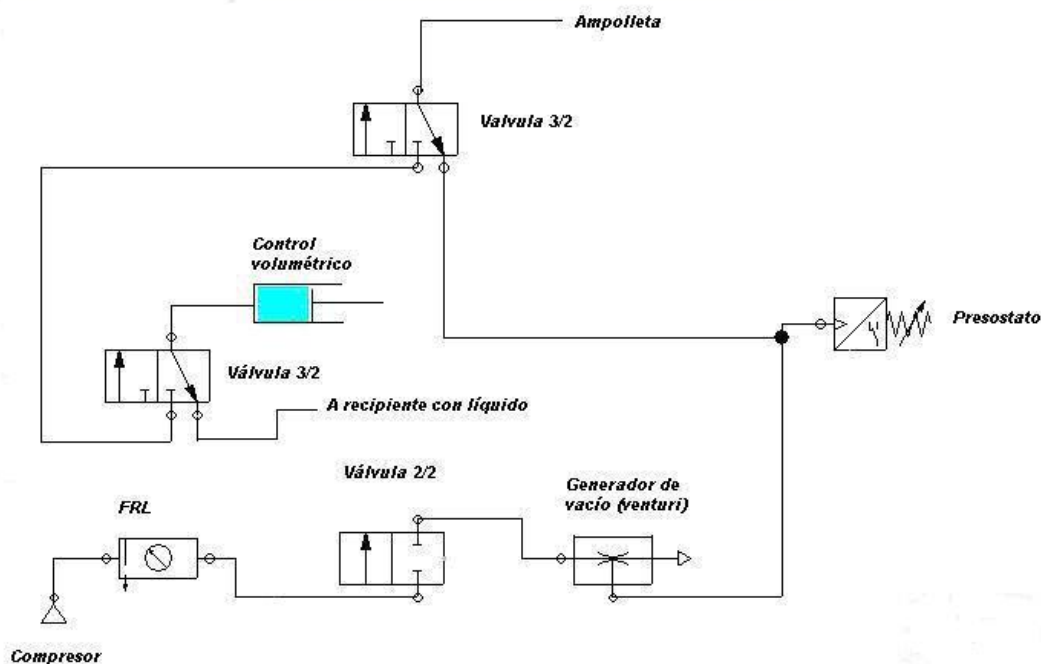 Ampolleta
Valvula 3/2
Control
volumétrico
Presostato
Válvula 3/2
A recipiente con líquido
Válvula 2/2
Generador de
vacío (venturi)
FRL
Compresor